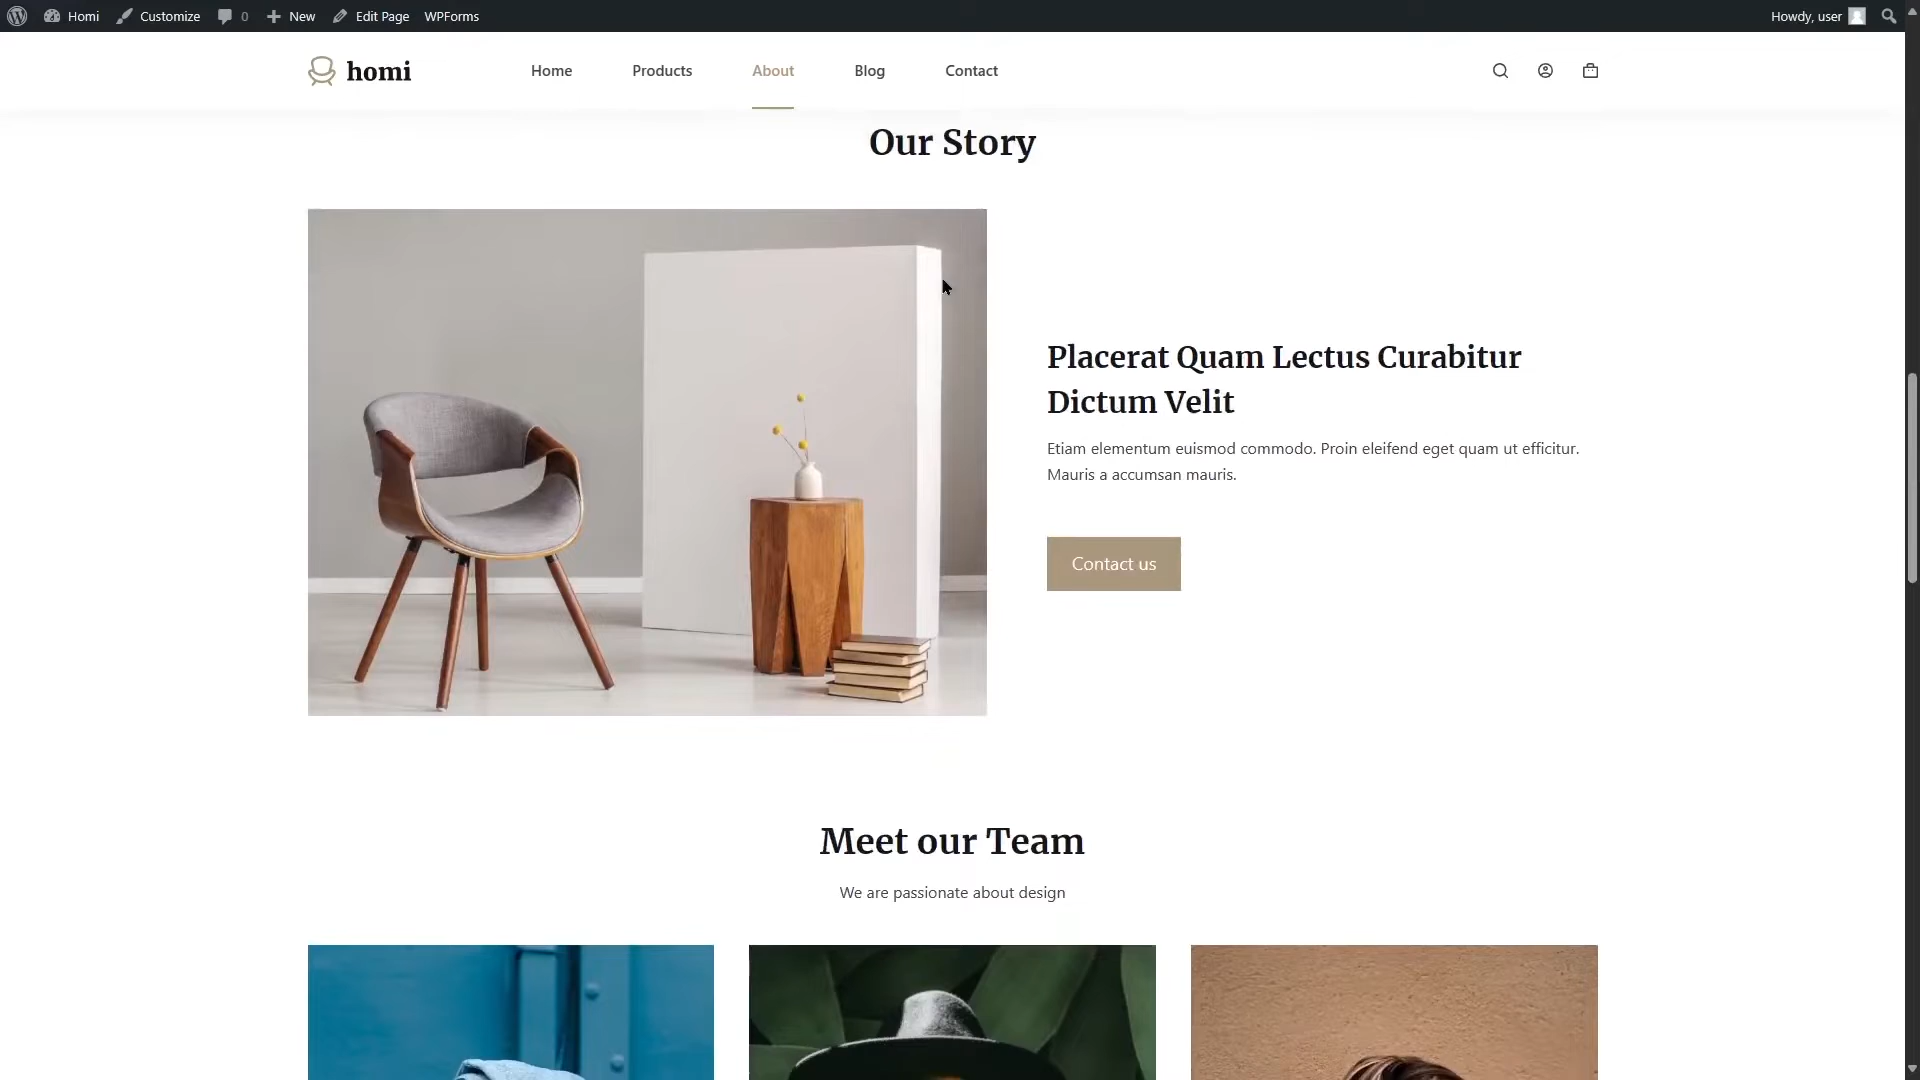 Homi Customize 0 New Edit Page WPForms Howdy, user
homi Home Products About Blog Contact
Our Story
Placerat Quam Lectus Curabitur
Dictum Velit
Etiam elementum euismod commodo. Proin eleifend eget quam ut efficitur.
Mauris a accumsan mauris.
Contact us
Meet our Team
We are passionate about design